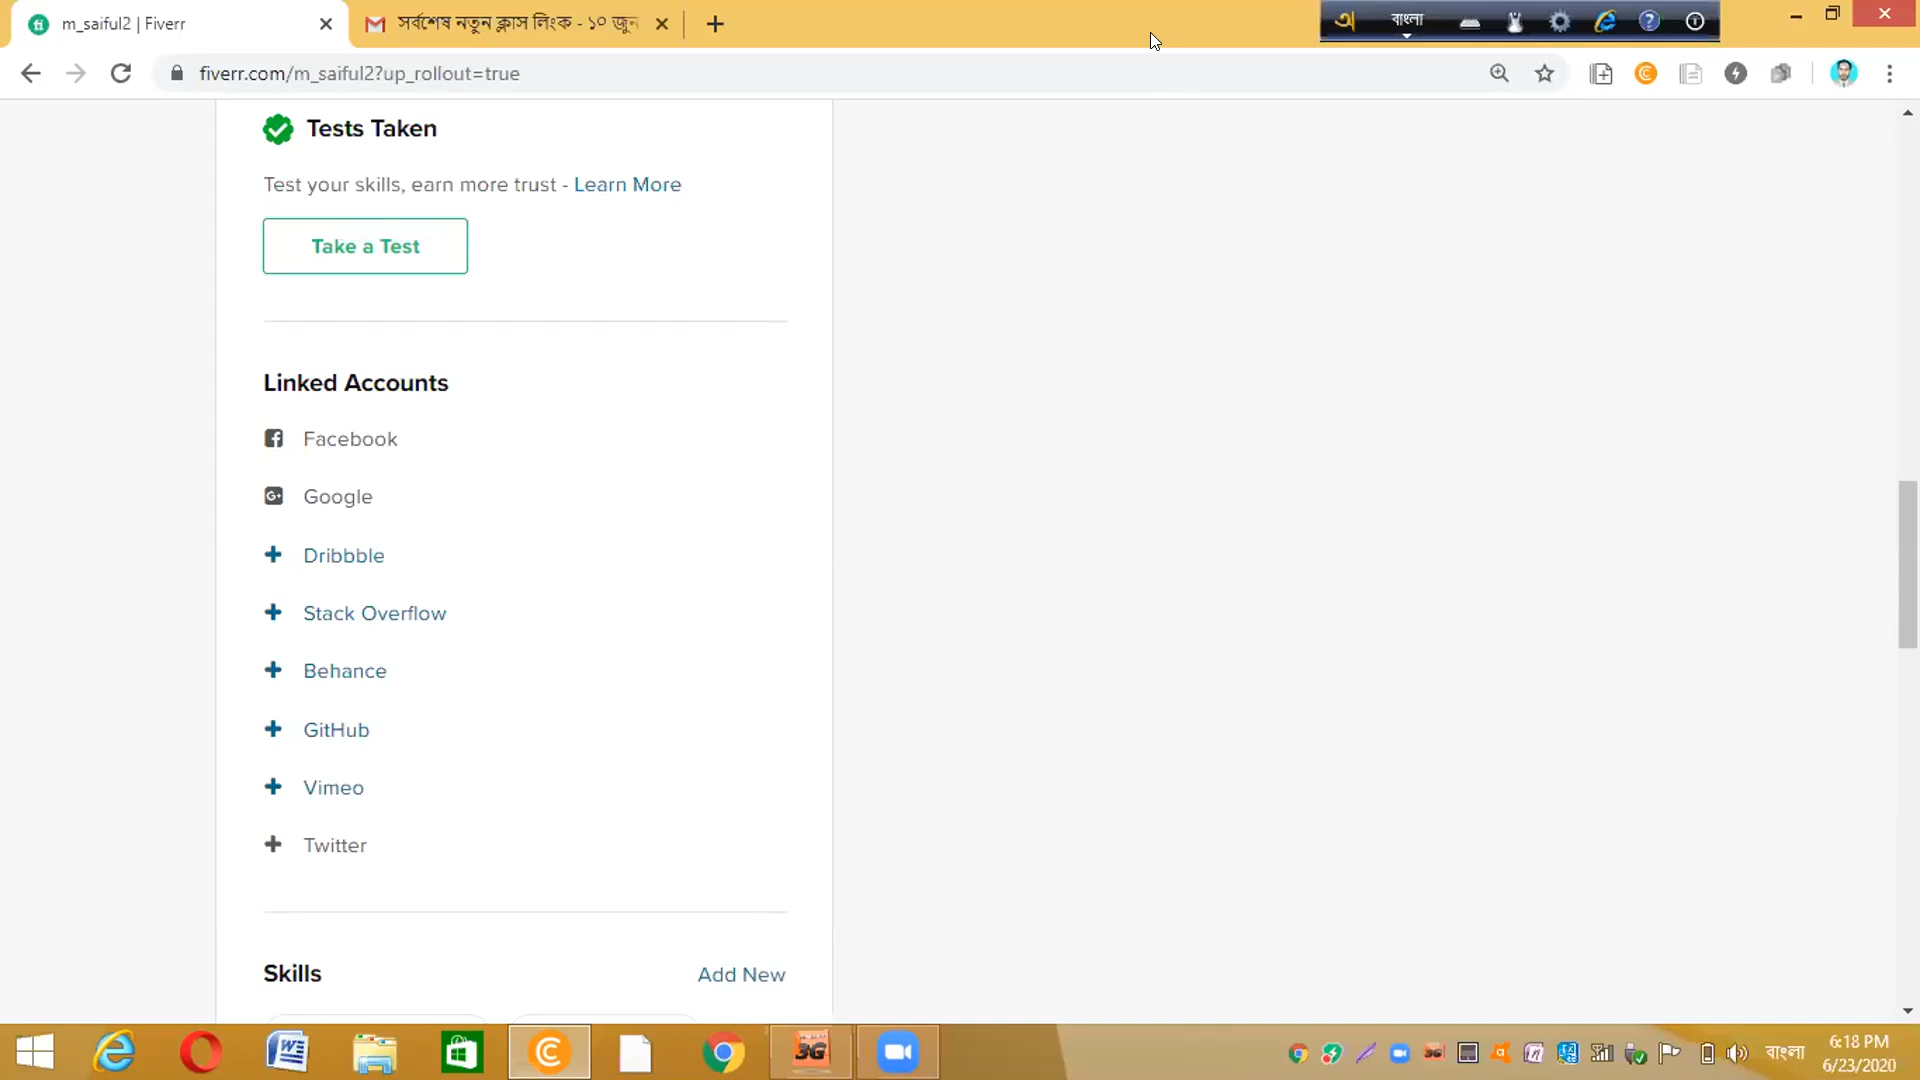 m_saiful2 | Fiverr
সর্বশেষ নতুন ক্লাস লিংক - ১০ জুন
বাংলা
fiverr.com/m_saiful2?up_rollout=true
Tests Taken
Test your skills, earn more trust - Learn More
Take a Test
Linked Accounts
Facebook
Google
Dribbble
Stack Overflow
Behance
GitHub
Vimeo
Twitter
Skills
Add New
3G
বাংলা
6:18 PM
6/23/2020